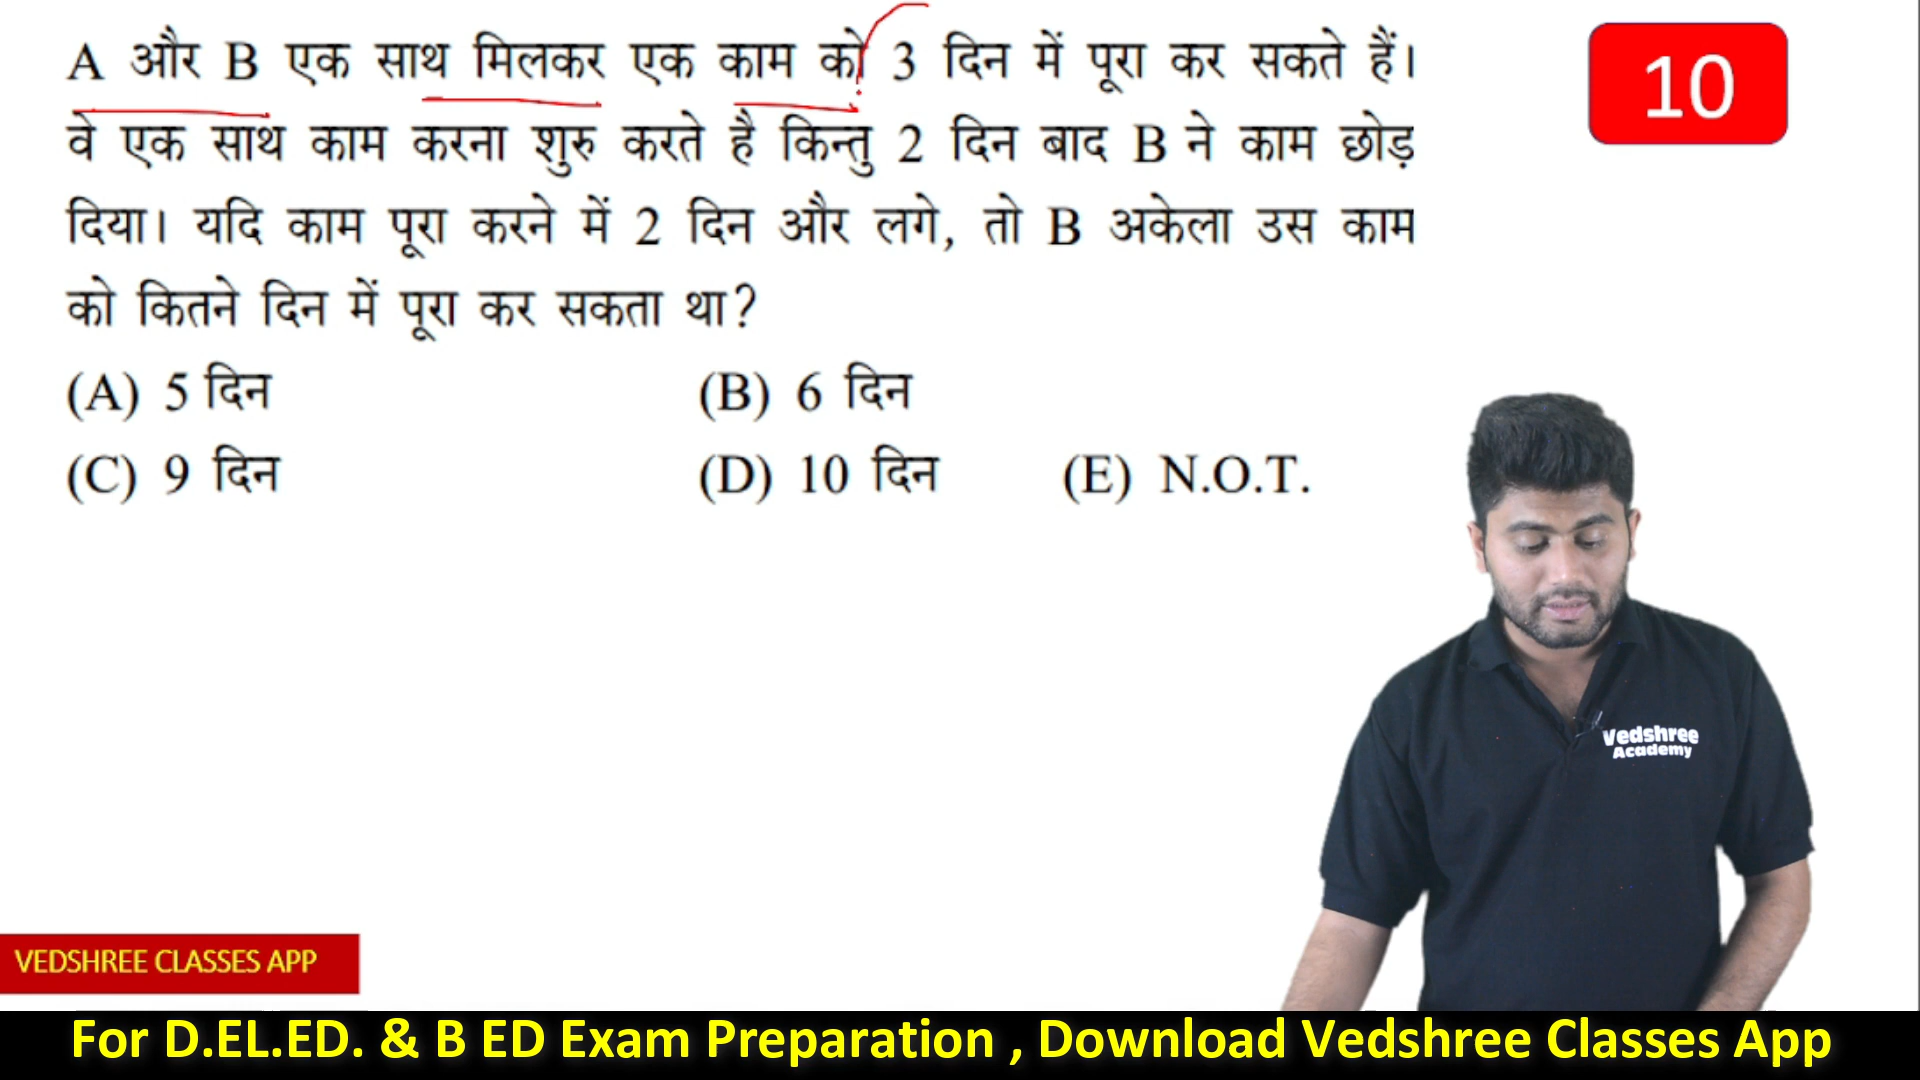 A और B एक साथ मिलकर एक काम को 3 दिन में पूरा कर सकते हैं।
वे एक साथ काम करना शुरु करते है किन्तु 2 दिन बाद B ने काम छोड़
दिया। यदि काम पूरा करने में 2 दिन और लगे, तो B अकेला उस काम
को कितने दिन में पूरा कर सकता था?
(A) 5 दिन (B) 6 दिन
(C) 9 दिन (D) 10 दिन (E) N.O.T.
10
Vedshree
Academy
VEDSHREE CLASSES APP
For D.EL.ED. & B ED Exam Preparation , Download Vedshree Classes App